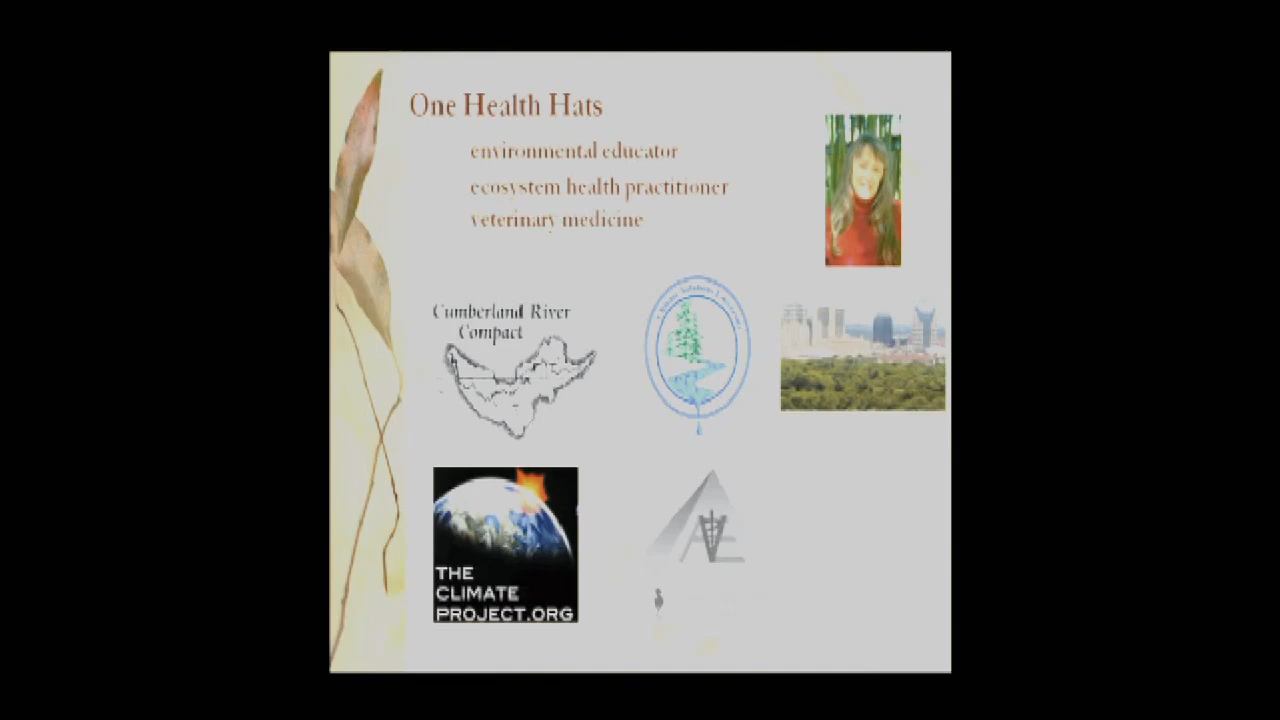 One Health Hats
environmental educator
ecosystem health practitioner
veterinary medicine
Cumberland River
Compact
THE
CLIMATE
PROJECT.ORG